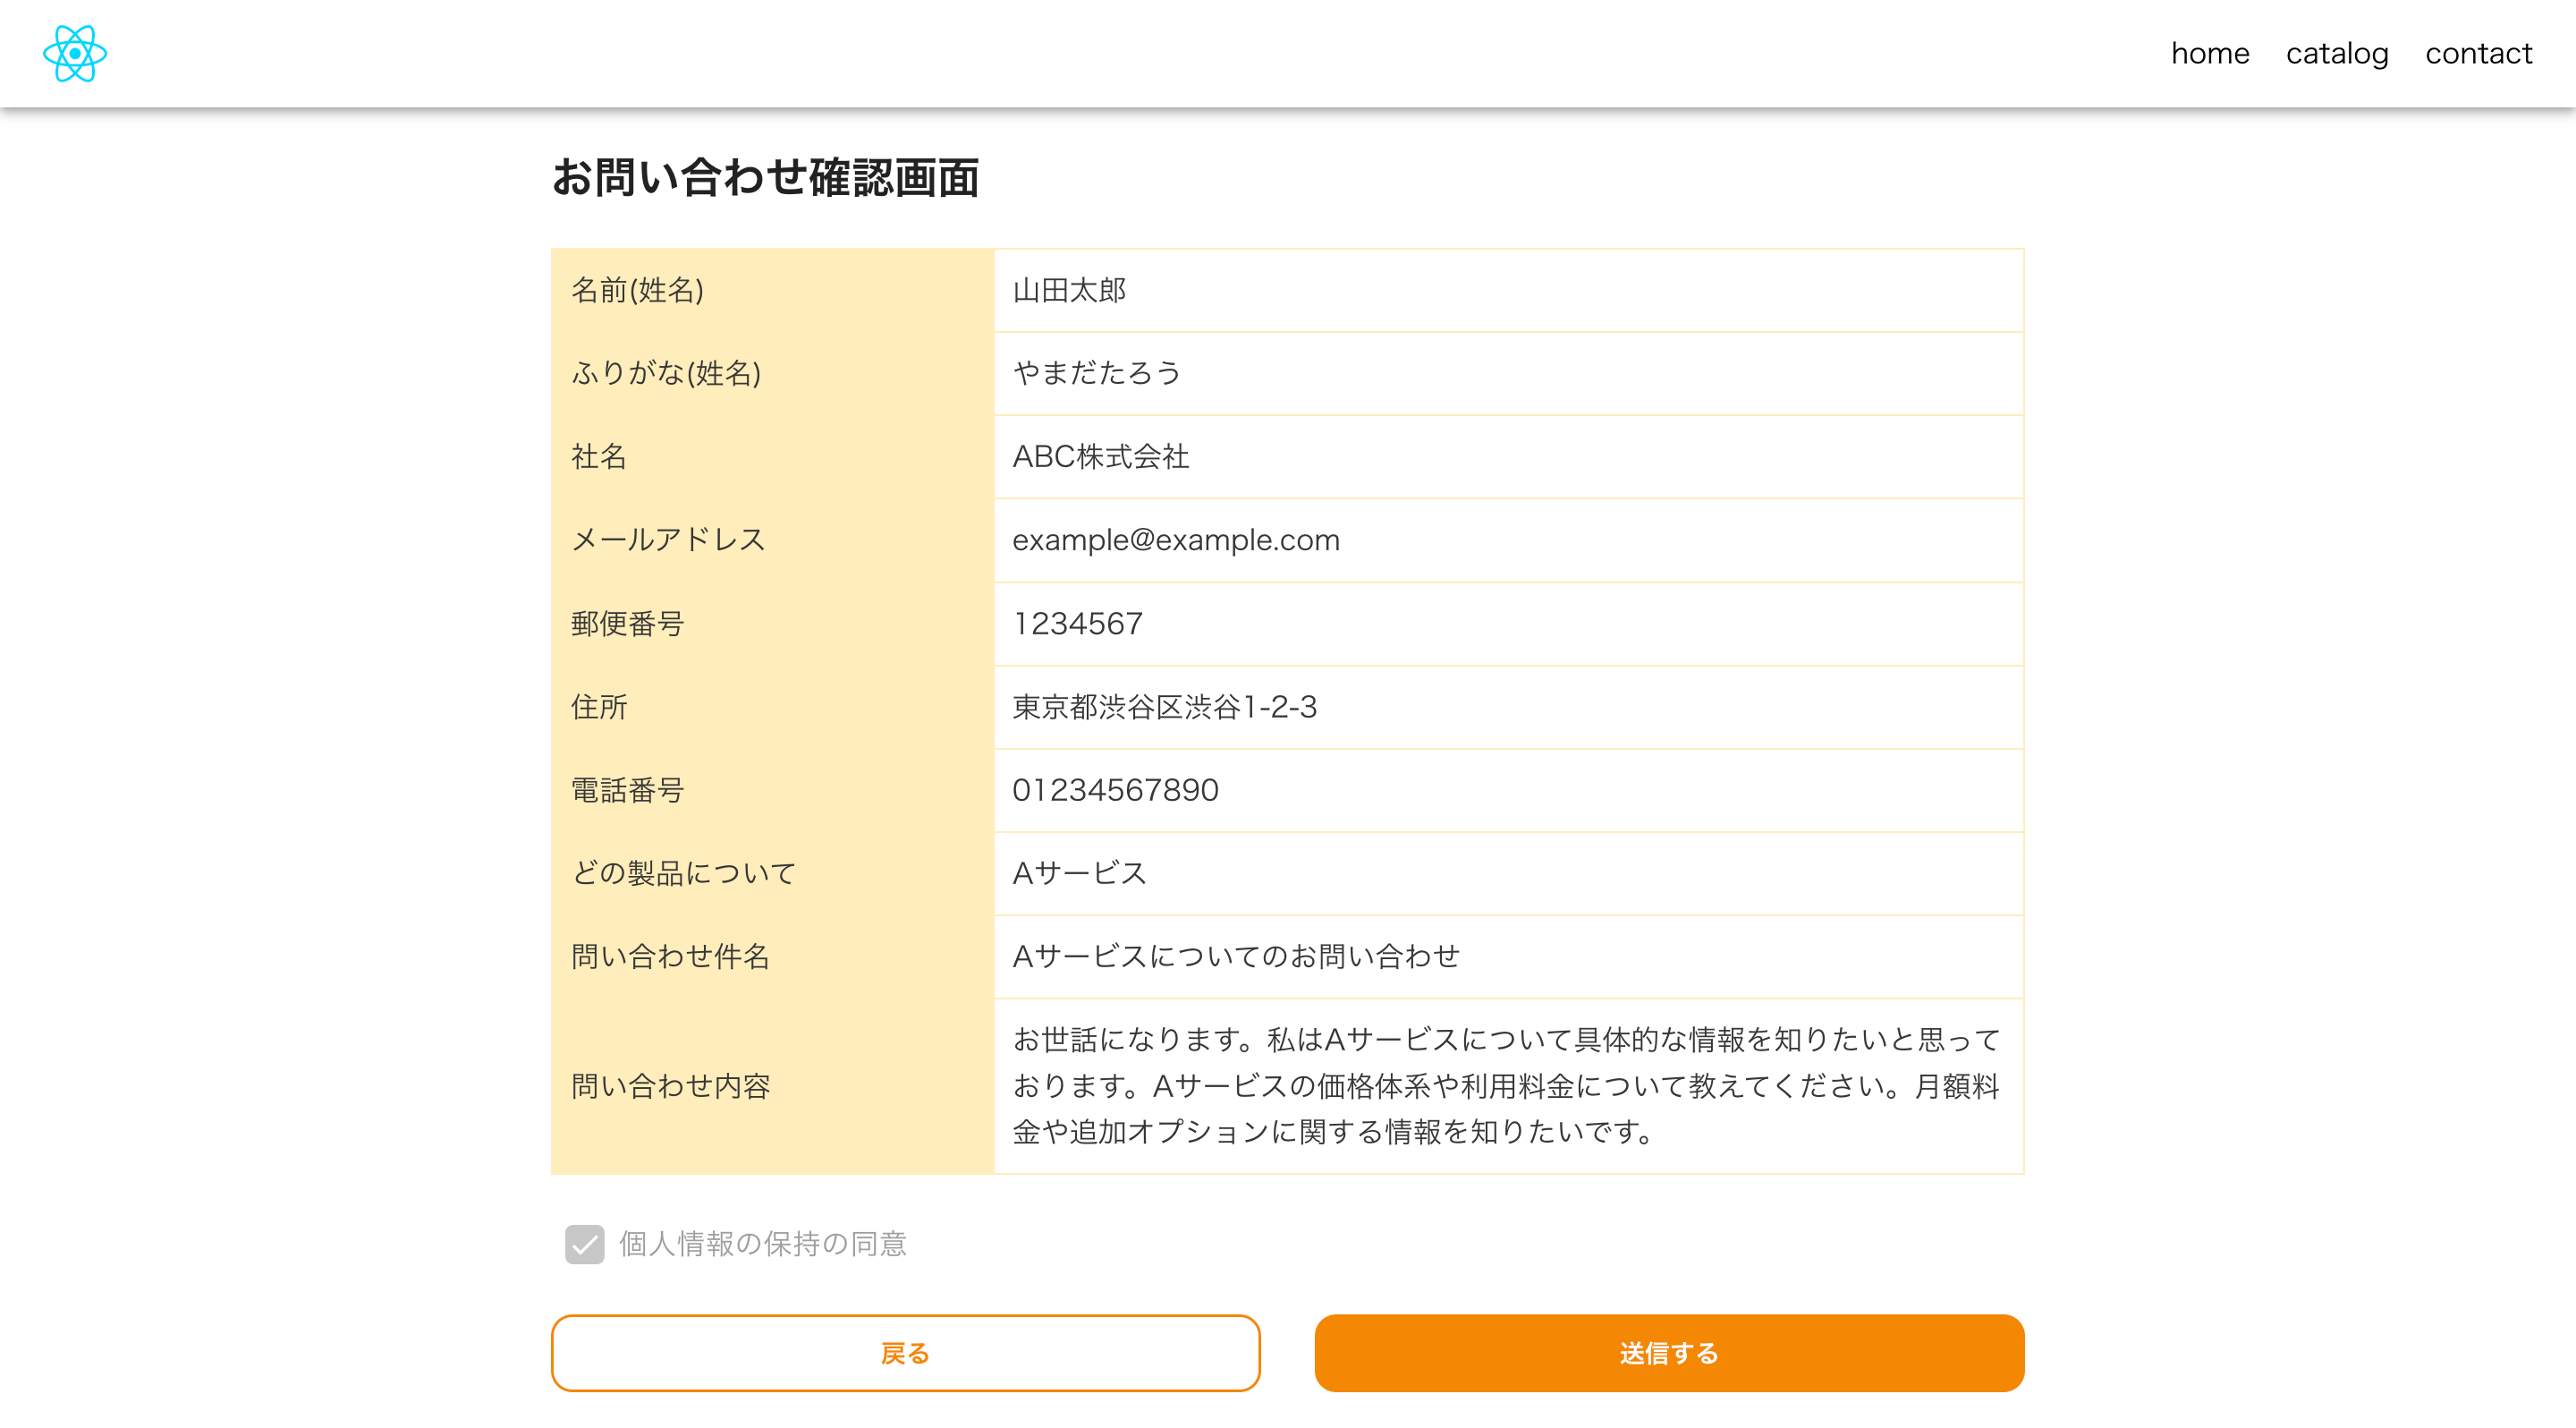 home catalog contact
お問い合わせ確認画面
名前(姓名) 山田太郎
ふりがな(姓名) やまだたろう
社名 ABC株式会社
メールアドレス example@example.com
郵便番号 1234567
住所 東京都渋谷区渋谷1-2-3
電話番号 01234567890
どの製品について Aサービス
問い合わせ件名 Aサービスについてのお問い合わせ
問い合わせ内容
お世話になります。私はAサービスについて具体的な情報を知りたいと思って
おります。Aサービスの価格体系や利用料金について教えてください。月額料
金や追加オプションに関する情報を知りたいです。
個人情報の保持の同意
戻る 送信する